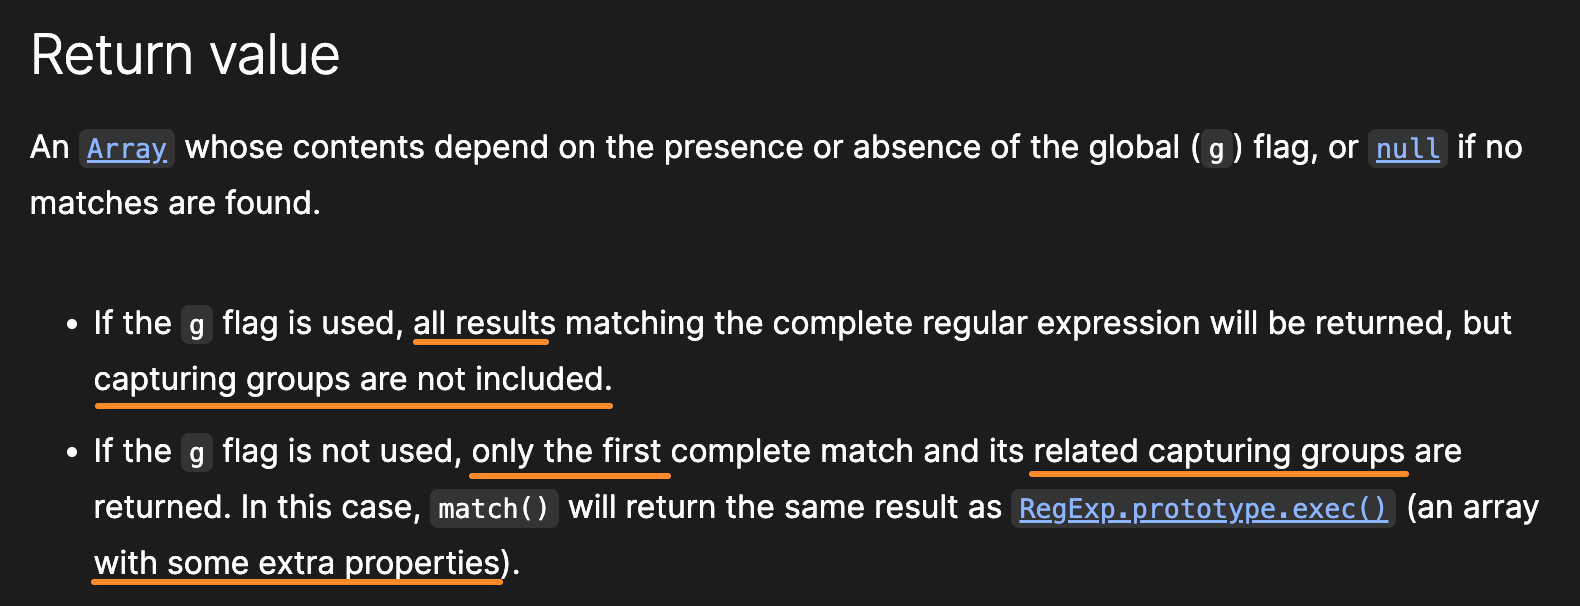 Return value
An Array whose contents depend on the presence or absence of the global (g) flag, or null if no
matches are found.
• If the g flag is used, all results matching the complete regular expression will be returned, but
capturing groups are not included.
• If the g flag is not used, only the first complete match and its related capturing groups are
returned. In this case, match() will return the same result as RegExp.prototype.exec() (an array
with some extra properties).